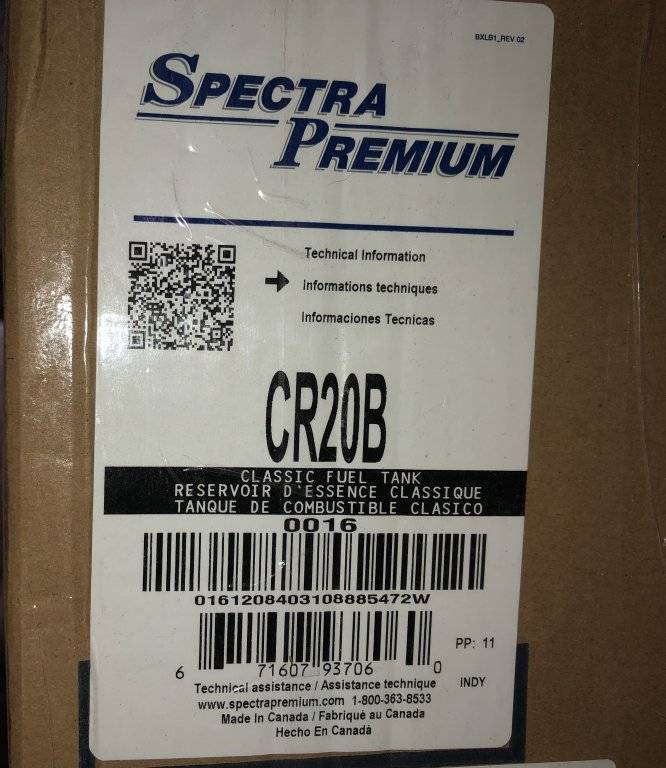 BXLB1_REV 02
SPECTRA
PREMIUM
Technical Information
Informations techniques
Informaciones Tecnicas
CR20B
CLASSIC FUEL TANK
RESERVOIR D'ESSENCE CLASSIQUE
TANQUE DE COMBUSTIBLE CLASICO
0016
0161208403108885472W
6 71607 93706 0
PP: 11
INDY
Technical assistance / Assistance technique
www.spectrapremium.com 1-800-363-8533
Made In Canada / Fabriqué au Canada
Hecho En Canadá